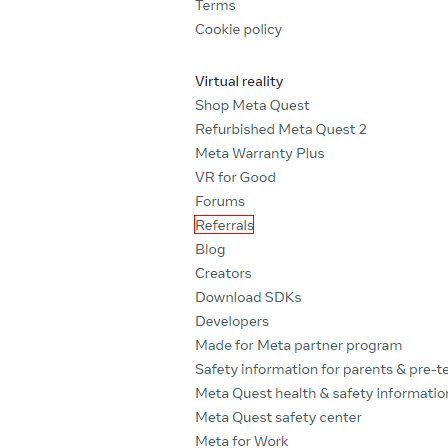 Terms
Cookie policy
Virtual reality
Shop Meta Quest
Refurbished Meta Quest 2
Meta Warranty Plus
VR for Good
Forums
Referrals
Blog
Creators
Download SDKs
Developers
Made for Meta partner program
Safety information for parents & pre-te
Meta Quest health & safety information
Meta Quest safety center
Meta for Work